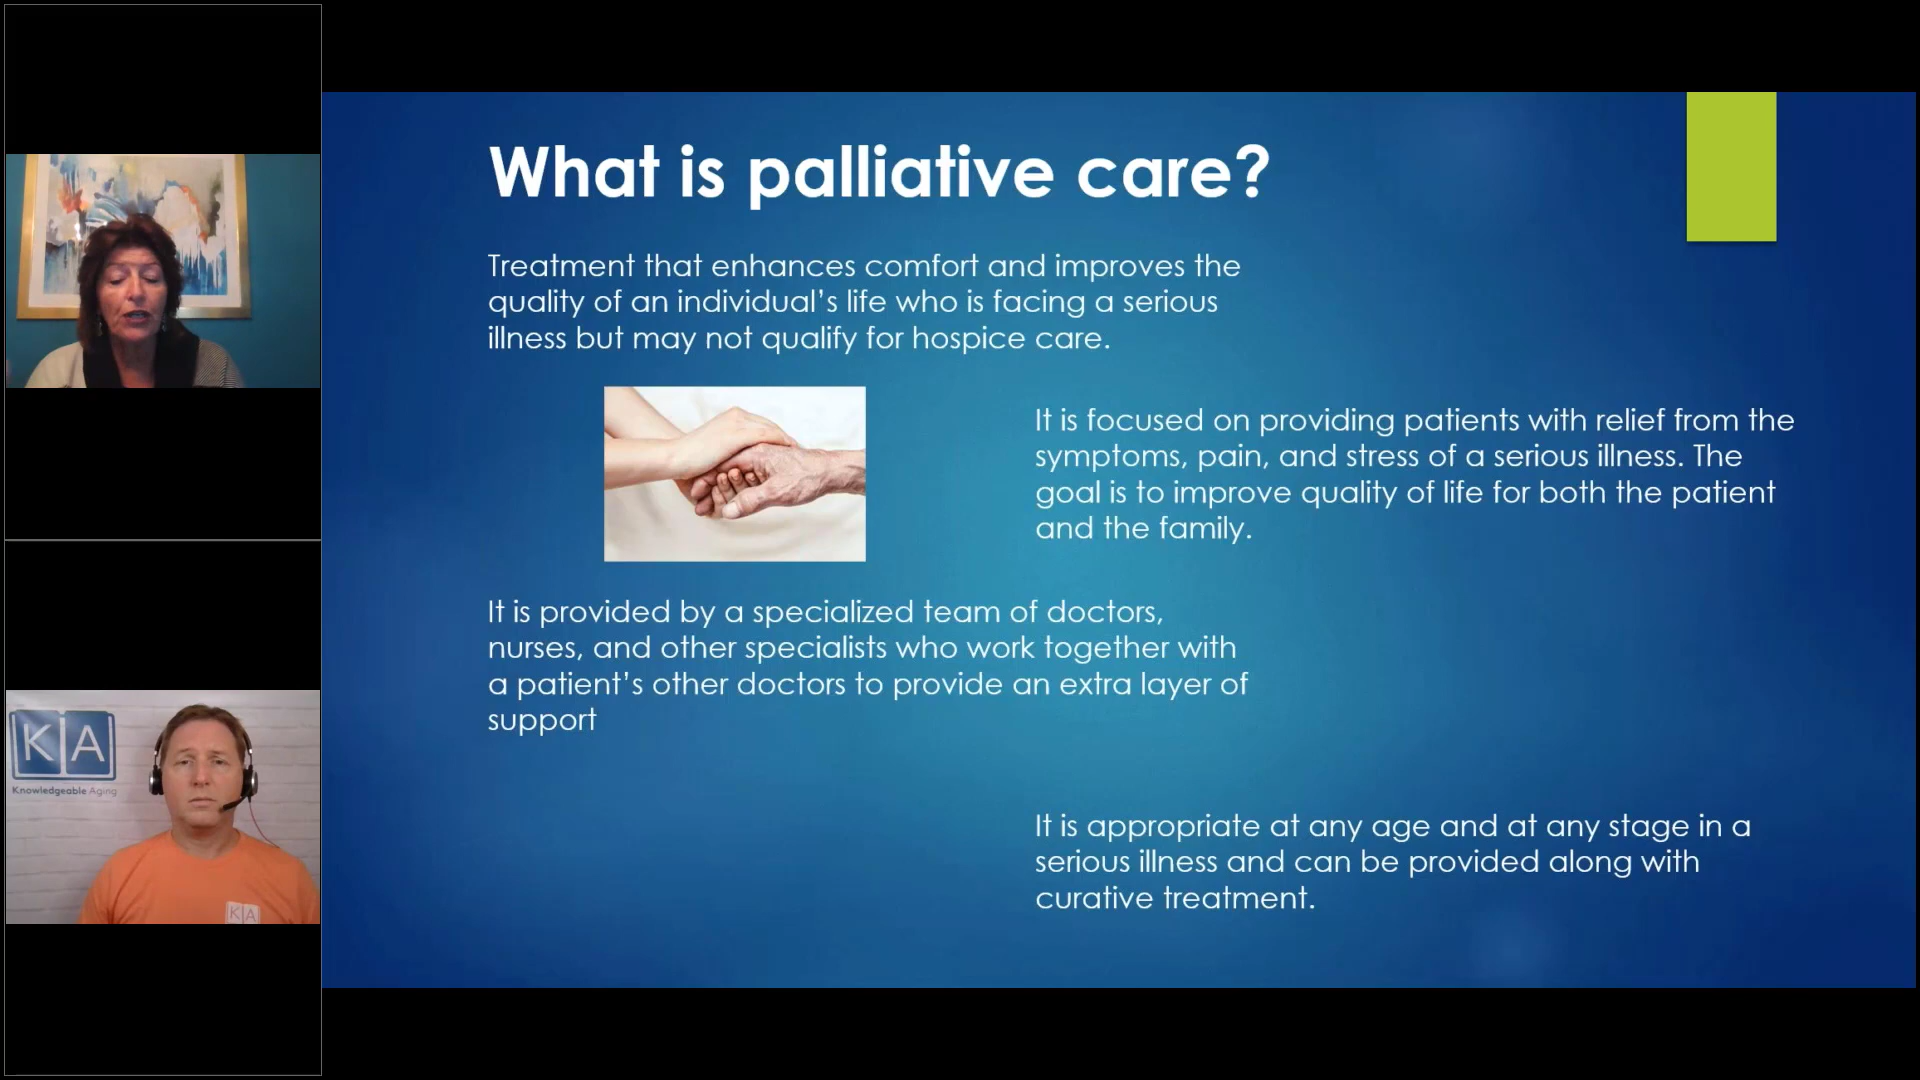 What is palliative care?
Treatment that enhances comfort and improves the
quality of an individual’s life who is facing a serious
illness but may not qualify for hospice care.
It is focused on providing patients with relief from the
symptoms, pain, and stress of a serious illness. The
goal is to improve quality of life for both the patient
and the family.
It is provided by a specialized team of doctors,
nurses, and other specialists who work together with
a patient’s other doctors to provide an extra layer of
support
It is appropriate at any age and at any stage in a
serious illness and can be provided along with
curative treatment.
K A
Knowledgeable Aging
K A